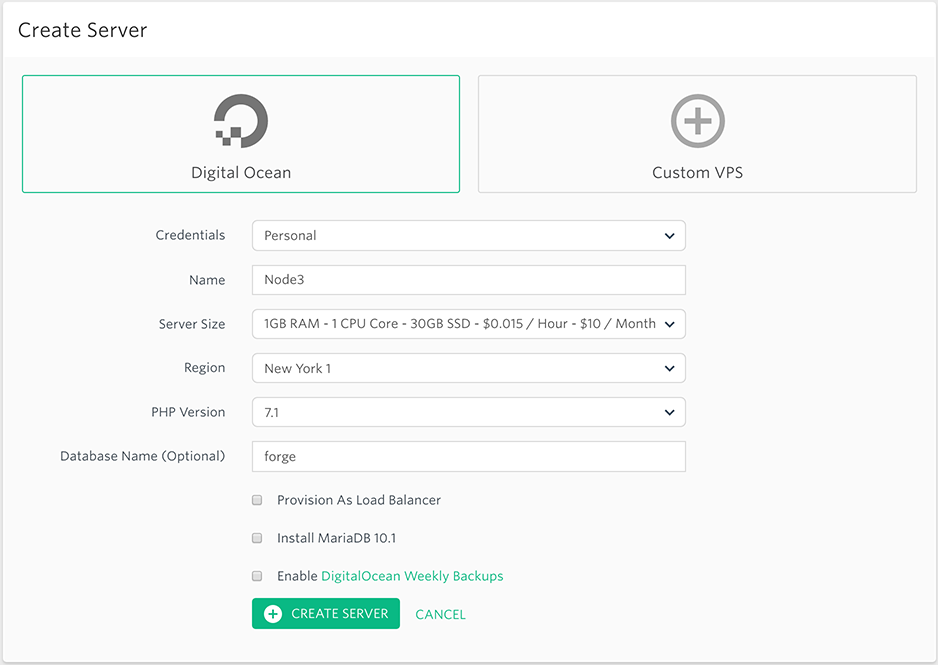 Create Server
Digital Ocean
Custom VPS
Credentials Personal
Name Node3
Server Size 1GB RAM - 1 CPU Core - 30GB SSD - $0.015 / Hour - $10 / Month
Region New York 1
PHP Version 7.1
Database Name (Optional) forge
Provision As Load Balancer
Install MariaDB 10.1
Enable DigitalOcean Weekly Backups
CREATE SERVER CANCEL